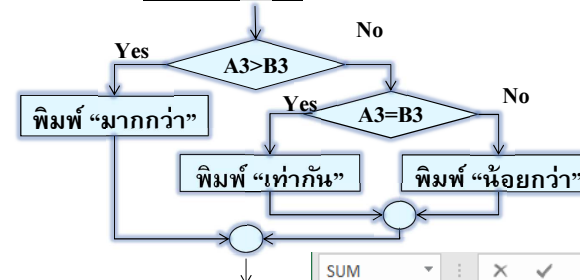 No
Yes
A3>B3
Yes
No
พิมพ์ “มากกว่า”
A3=B3
พิมพ์ “เท่ากัน”
พิมพ์ “น้อยกว่า”
SUM